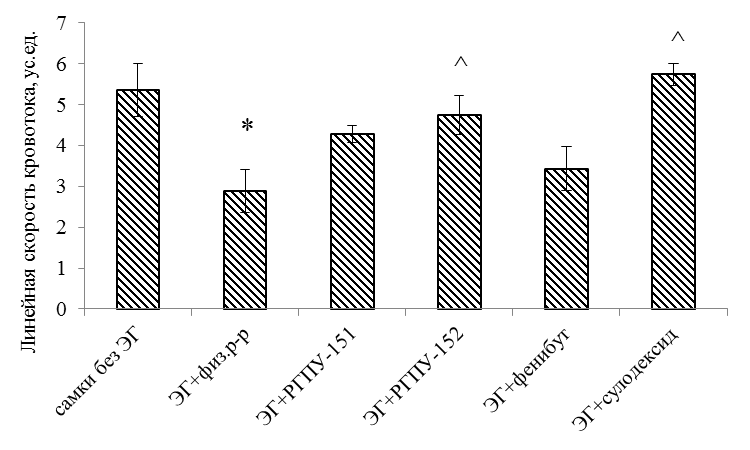 Линейная скорость кровотока, ус.ед.
7
6
5
4
3
2
1
0
*
^
^
самки без ЭГ
ЭГ+физ.р-р
ЭГ+РГПУ-151
ЭГ+РГПУ-152
ЭГ+фенибут
ЭГ+сулодексид